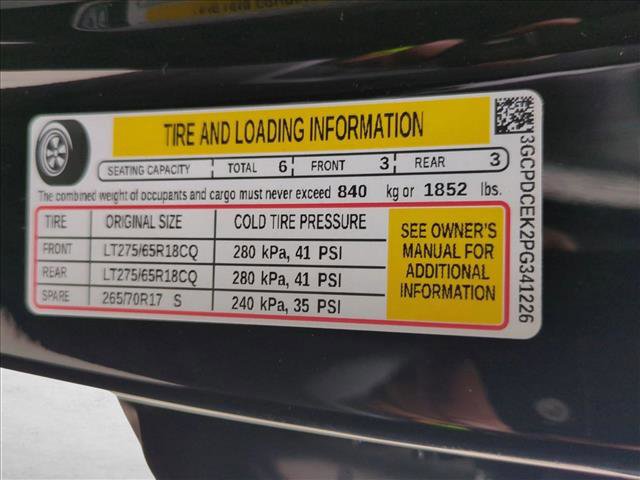 TIRE AND LOADING INFORMATION
SEATING CAPACITY TOTAL 6 FRONT 3 REAR 3
The combined weight of occupants and cargo must never exceed 840 kg or 1852 lbs.
TIRE ORIGINAL SIZE COLD TIRE PRESSURE
FRONT LT275/65R18CQ 280 kPa, 41 PSI
REAR LT275/65R18CQ 280 kPa, 41 PSI
SPARE 265/70R17 S 240 kPa, 35 PSI
SEE OWNER'S
MANUAL FOR
ADDITIONAL
INFORMATION
3GCPDCEK2PG341226